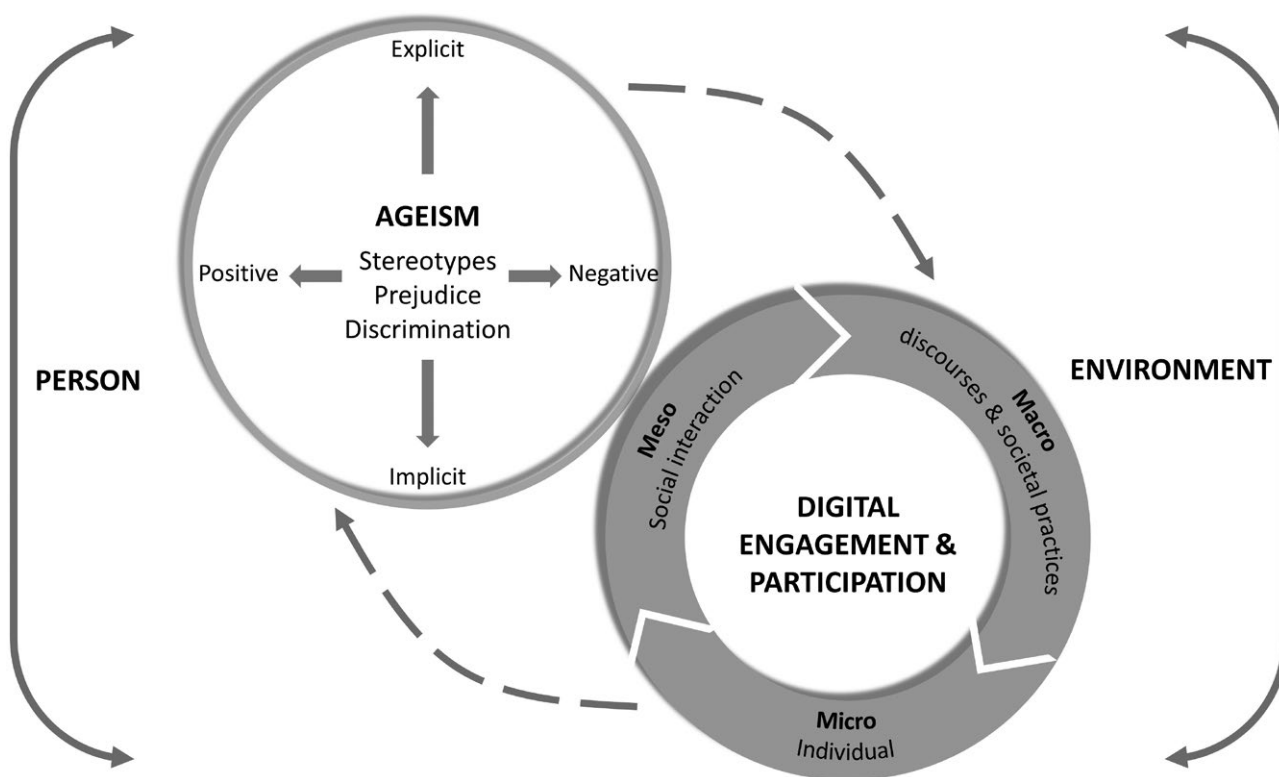 Explicit
AGEISM
Positive
Stereotypes
Prejudice
Discrimination
Negative
Implicit
PERSON
ENVIRONMENT
Meso
Social interaction
Macro
discourses & societal practices
DIGITAL
ENGAGEMENT &
PARTICIPATION
Micro
Individual